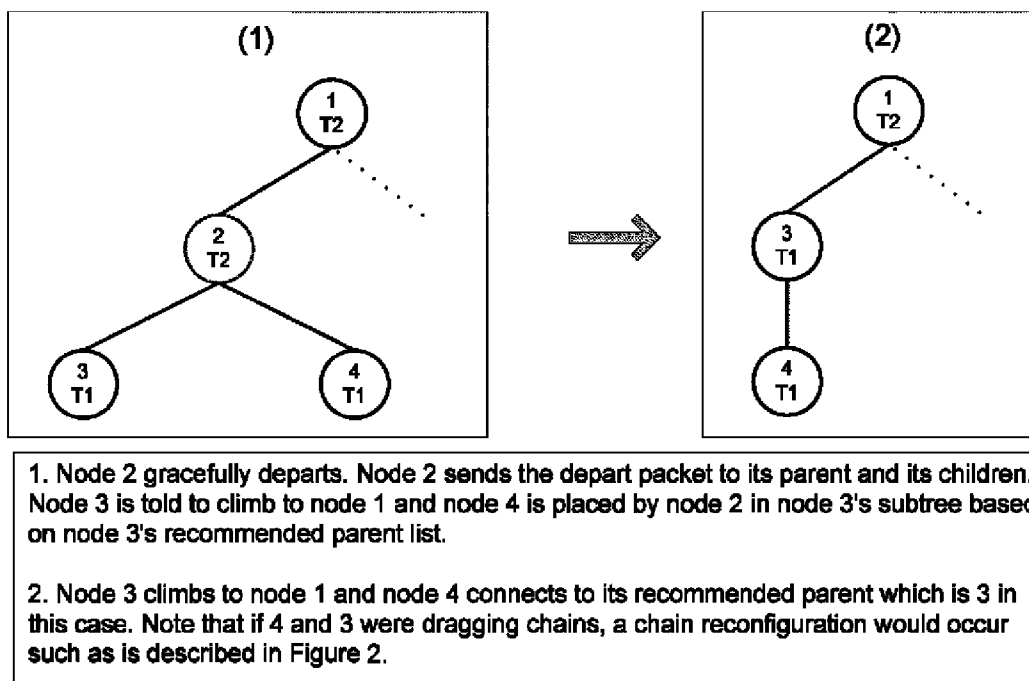 (1)
1
T2
2
T2
3
T1
4
T1
(2)
1
T2
3
T1
4
T1
1. Node 2 gracefully departs. Node 2 sends the depart packet to its parent and its children.
Node 3 is told to climb to node 1 and node 4 is placed by node 2 in node 3's subtree based
on node 3's recommended parent list.
2. Node 3 climbs to node 1 and node 4 connects to its recommended parent which is 3 in
this case. Note that if 4 and 3 were dragging chains, a chain reconfiguration would occur
such as is described in Figure 2.